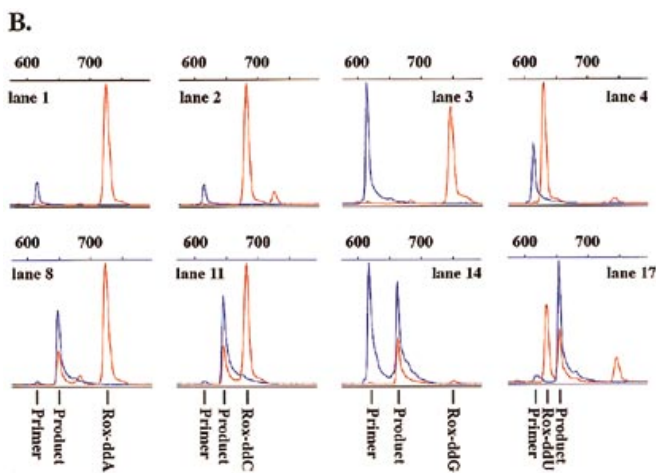 B.
600 700 600 700 600 700 600 700
lane 1 lane 2 lane 3 lane 4
600 700 600 700 600 700 600 700
lane 8 lane 11 lane 14 lane 17
Primer
Product
Rox-ddA
Primer
Product
Rox-ddC
Primer
Product
Rox-ddG
Primer
Rox-ddU
Product